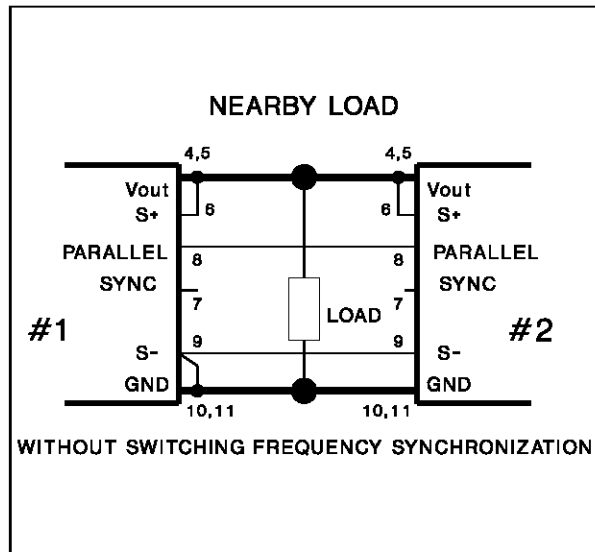 NEARBY LOAD
4,5 4,5
Vout Vout
S+ 6 6 S+
PARALLEL 8 8 PARALLEL
SYNC 7 7 SYNC
LOAD
#1 #2
S- 9 9 S-
GND GND
10,11 10,11
WITHOUT SWITCHING FREQUENCY SYNCHRONIZATION